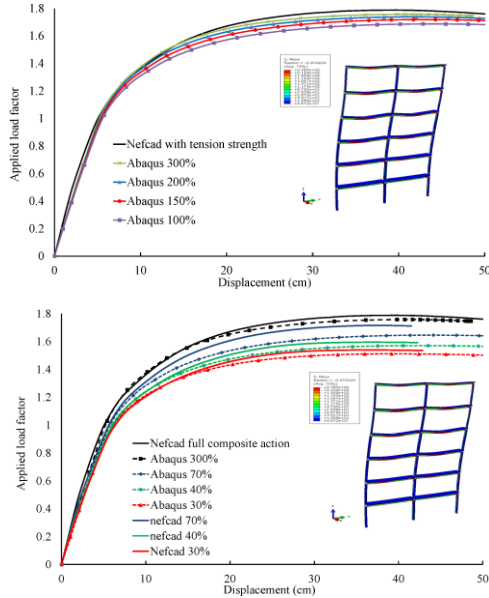 1.8
1.6
1.4
1.2
1
0.8
0.6
0.4
0.2
0
Applied load factor
Nefcad with tension strength
Abaqus 300%
Abaqus 200%
Abaqus 150%
Abaqus 100%
0 10 20 30 40 50
Displacement (cm)
1.8
1.6
1.4
1.2
1
0.8
0.6
0.4
0.2
0
Applied load factor
Nefcad full composite action
Abaqus 300%
Abaqus 70%
Abaqus 40%
Abaqus 30%
nefcad 70%
nefcad 40%
Nefcad 30%
0 10 20 30 40 50
Displacement (cm)